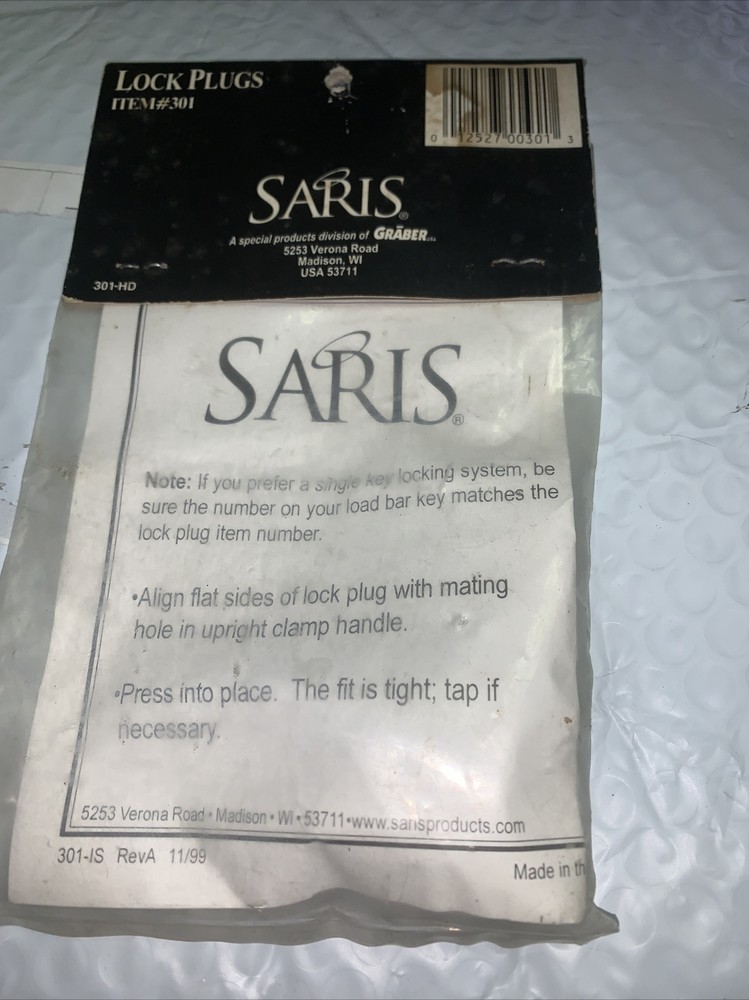 LOCK PLUGS
ITEM#301
0 12527 00301 3
SARIS®
A special products division of GRĀBER
5253 Verona Road
Madison, WI
USA 53711
301-HD
SARIS®
Note: If you prefer a single key locking system, be
sure the number on your load bar key matches the
lock plug item number.
•Align flat sides of lock plug with mating
hole in upright clamp handle.
•Press into place. The fit is tight; tap if
necessary.
5253 Verona Road • Madison • WI • 53711•www.sarisproducts.com
301-IS RevA 11/99
Made in th